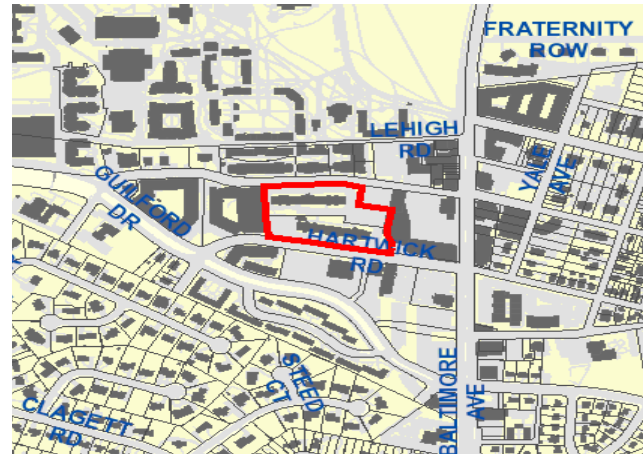 FRATERNITY
ROW
LEHIGH
RD
YALE
AVE
GUILFORD
DR
HARTWICK
RD
STEED
CT
BALTIMORE
AVE
CLAGETT
RD